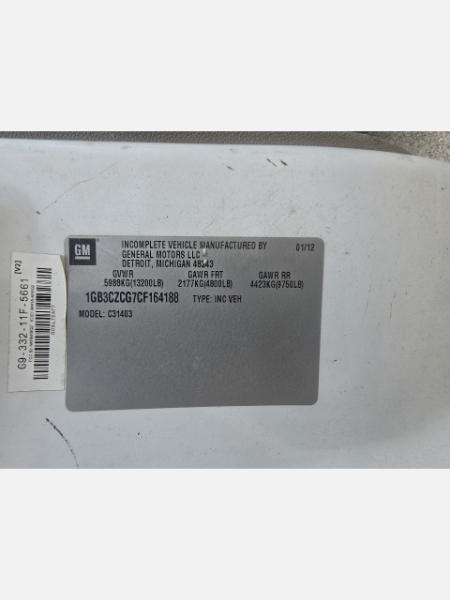 GM
INCOMPLETE VEHICLE MANUFACTURED BY
01/12
GENERAL MOTORS LLC
DETROIT, MICHIGAN 48243
GVWR GAWR FRT GAWR RR
5988KG(13200LB) 2177KG(4800LB) 4423KG(9750LB)
1GB3CZCG7CF164188 TYPE: INC VEH
MODEL: C31403
G9-332-11F-5661
[V2]